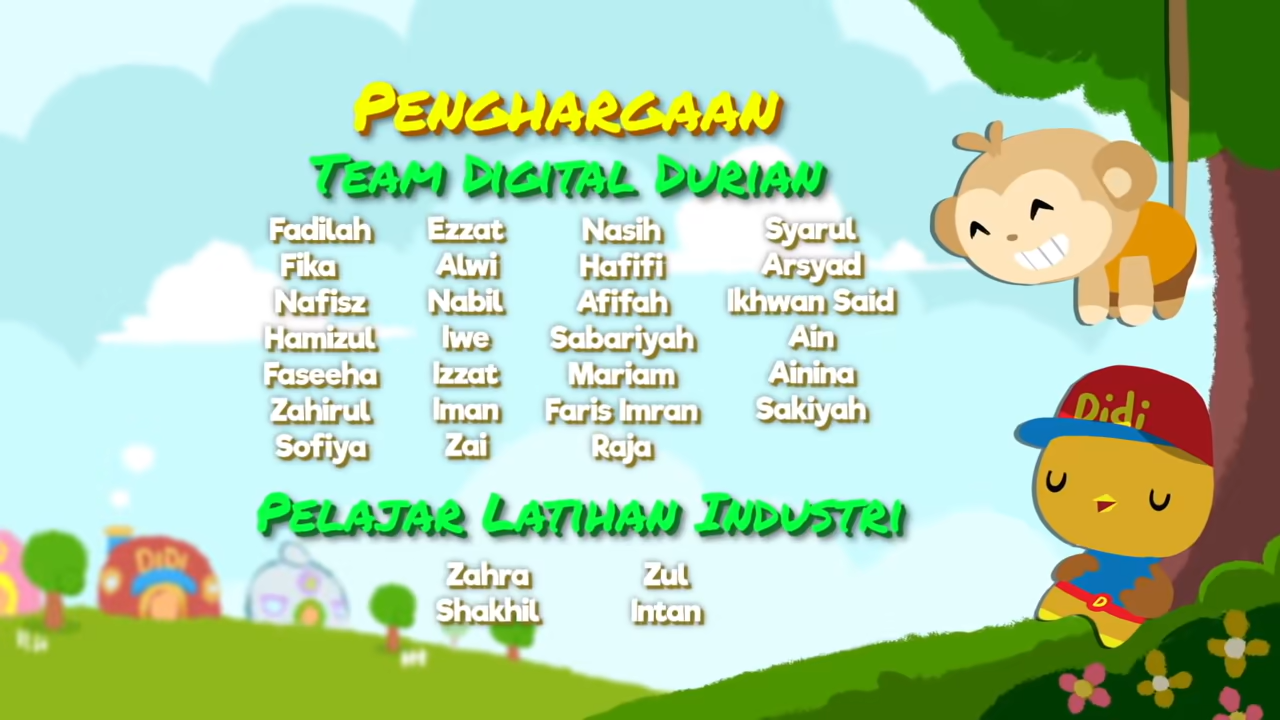 Penghargaan
Team Digital Durian
Fadilah Ezzat Nasih Syarul
Fika Alwi Hafifi Arsyad
Nafisz Nabil Afifah Ikhwan Said
Hamizul Iwe Sabariyah Ain
Faseeha Izzat Mariam Ainina
Zahirul Iman Faris Imran Sakiyah
Sofiya Zai Raja
Pelajar Latihan Industri
Zahra Zul
Shakhil Intan
Didi
D
DIDI